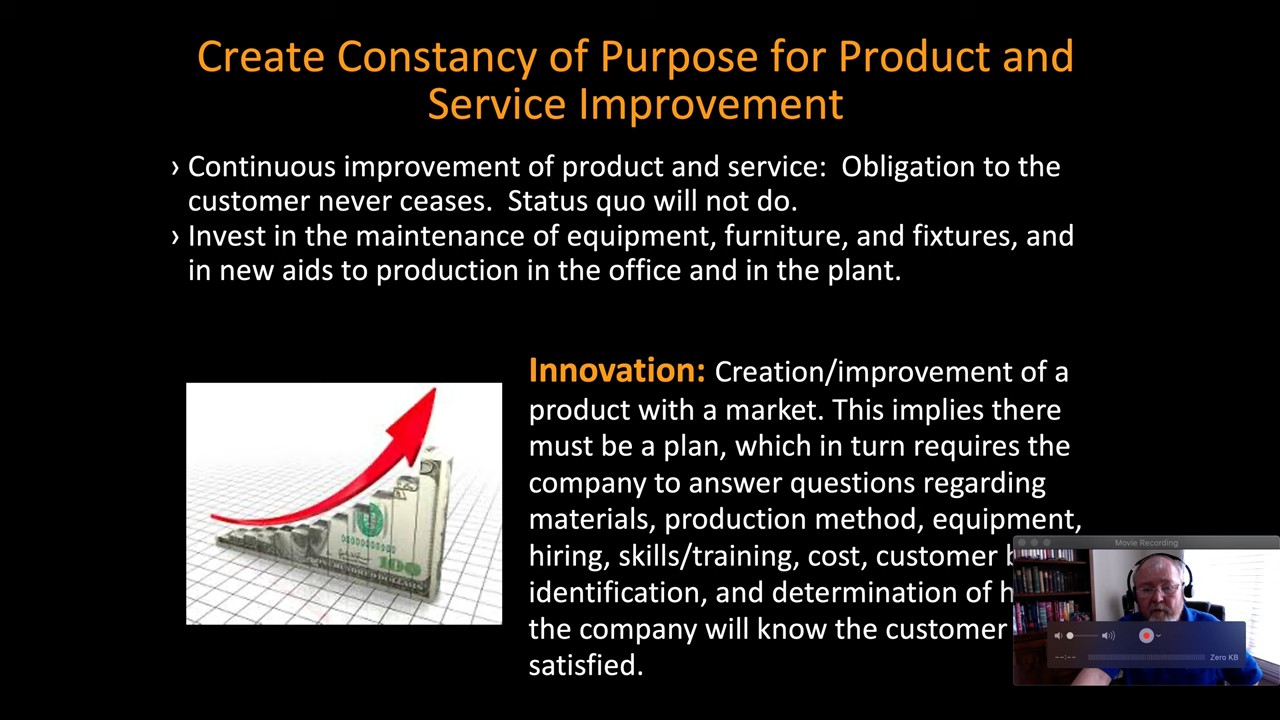 Create Constancy of Purpose for Product and
Service Improvement
› Continuous improvement of product and service: Obligation to the
customer never ceases. Status quo will not do.
› Invest in the maintenance of equipment, furniture, and fixtures, and
in new aids to production in the office and in the plant.
Innovation: Creation/improvement of a
product with a market. This implies there
must be a plan, which in turn requires the
company to answer questions regarding
materials, production method, equipment,
hiring, skills/training, cost, customer
identification, and determination of
the company will know the customer
satisfied.
100
Movie Recording
--:--
Zero KB